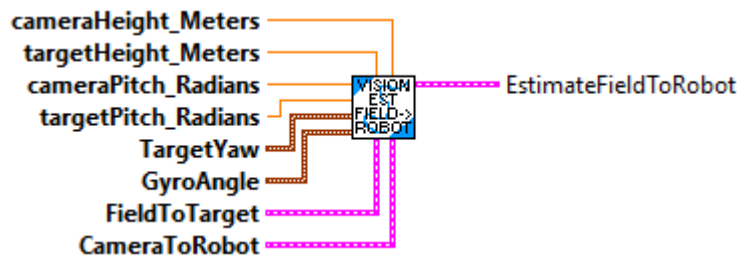 cameraHeight_Meters
targetHeight_Meters
cameraPitch_Radians
targetPitch_Radians
TargetYaw
GyroAngle
FieldToTarget
CameraToRobot
VISION
EST
FIELD->
ROBOT
EstimateFieldToRobot